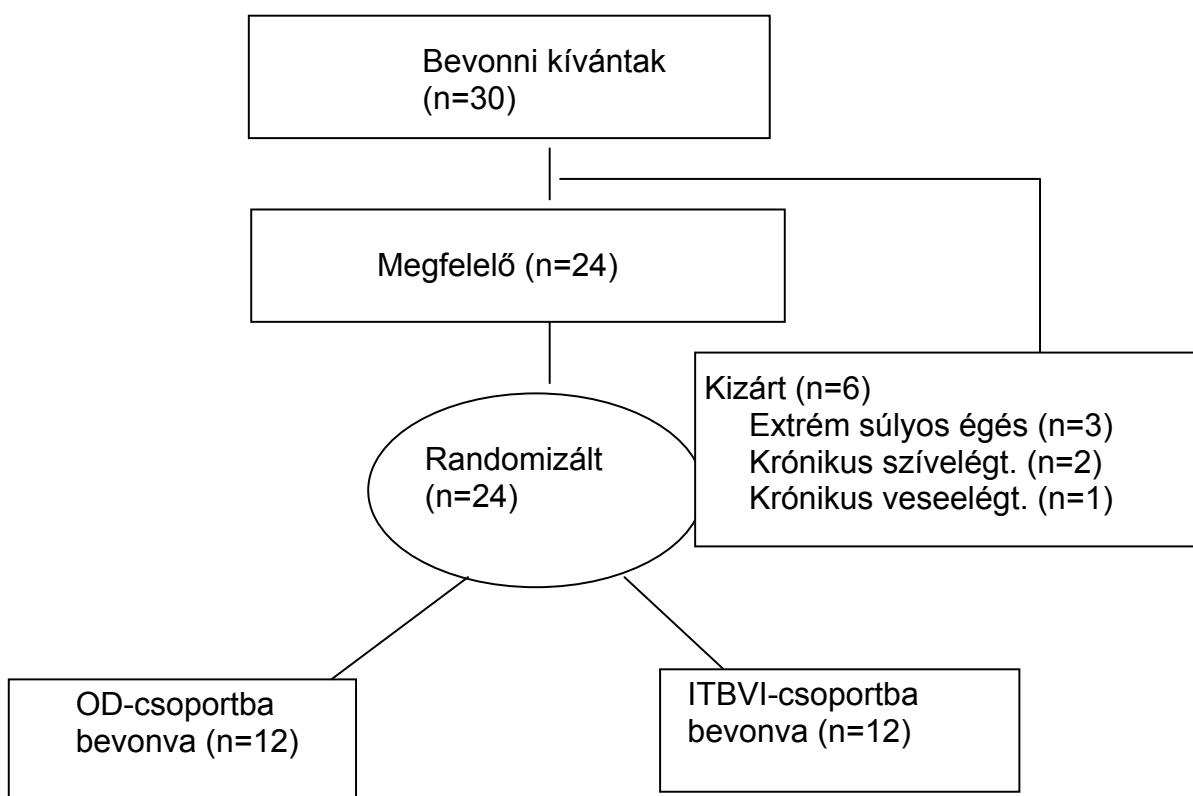 Bevonni kívántak
(n=30)
Megfelelő (n=24)
Kizárt (n=6)
Extrém súlyos égés (n=3)
Krónikus szívelégt. (n=2)
Krónikus veseelégt. (n=1)
Randomizált
(n=24)
OD-csoportba
bevonva (n=12)
ITBVI-csoportba
bevonva (n=12)